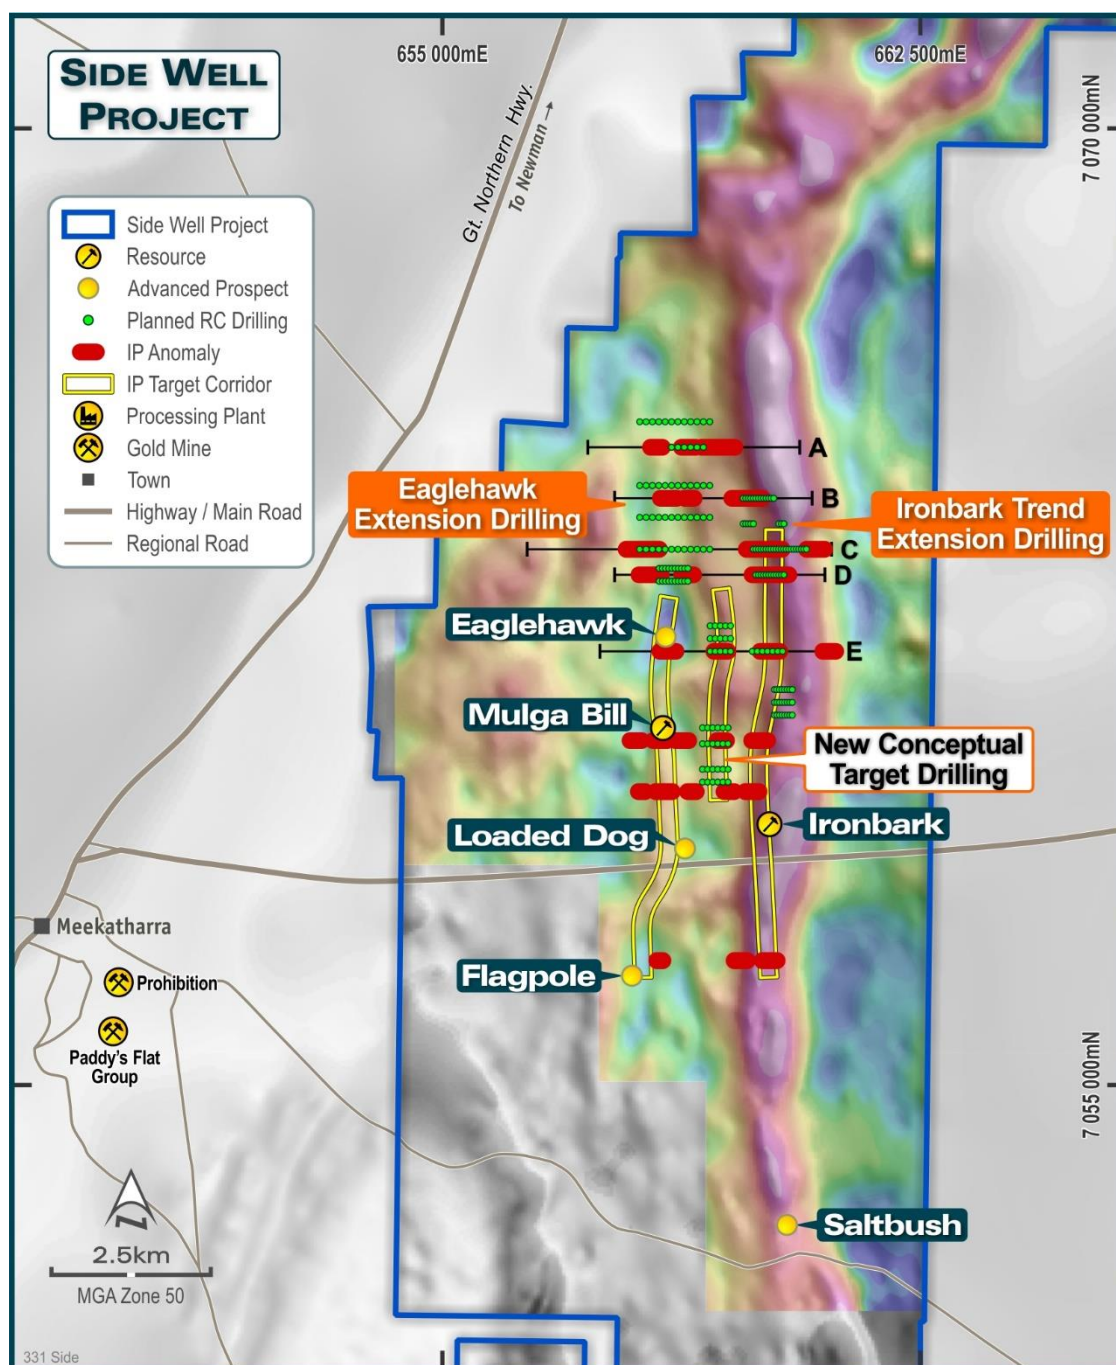 655 000mE
662 500mE
SIDE WELL
PROJECT
Gt. Northern Hwy.
To Newman →
7 070 000mN
Side Well Project
Resource
Advanced Prospect
Planned RC Drilling
IP Anomaly
IP Target Corridor
Processing Plant
Gold Mine
Town
Highway / Main Road
Regional Road
A
Eaglehawk
Extension Drilling
B
Ironbark Trend
Extension Drilling
C
D
Eaglehawk
E
Mulga Bill
New Conceptual
Target Drilling
Loaded Dog
Ironbark
Meekatharra
Flagpole
Prohibition
Paddy's Flat
Group
7 055 000mN
N
Saltbush
2.5km
MGA Zone 50
331 Side